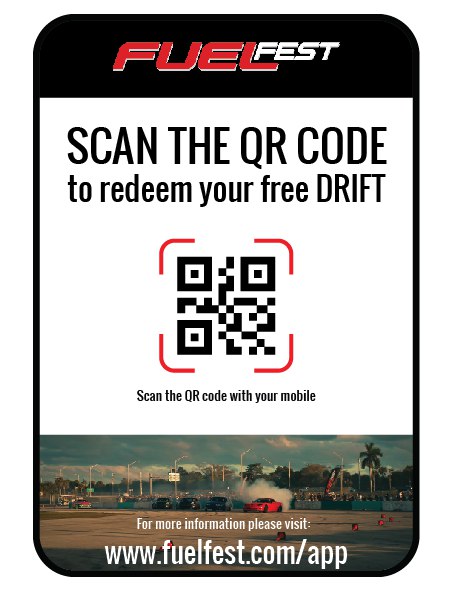 FUELFEST
SCAN THE QR CODE
to redeem your free DRIFT
Scan the QR code with your mobile
For more information please visit:
www.fuelfest.com/app